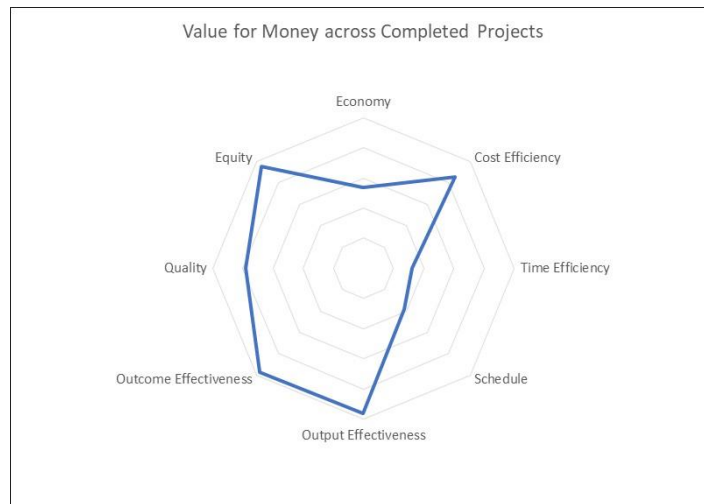 Value for Money across Completed Projects
Economy
Equity
Cost Efficiency
Quality
Time Efficiency
Outcome Effectiveness
Schedule
Output Effectiveness